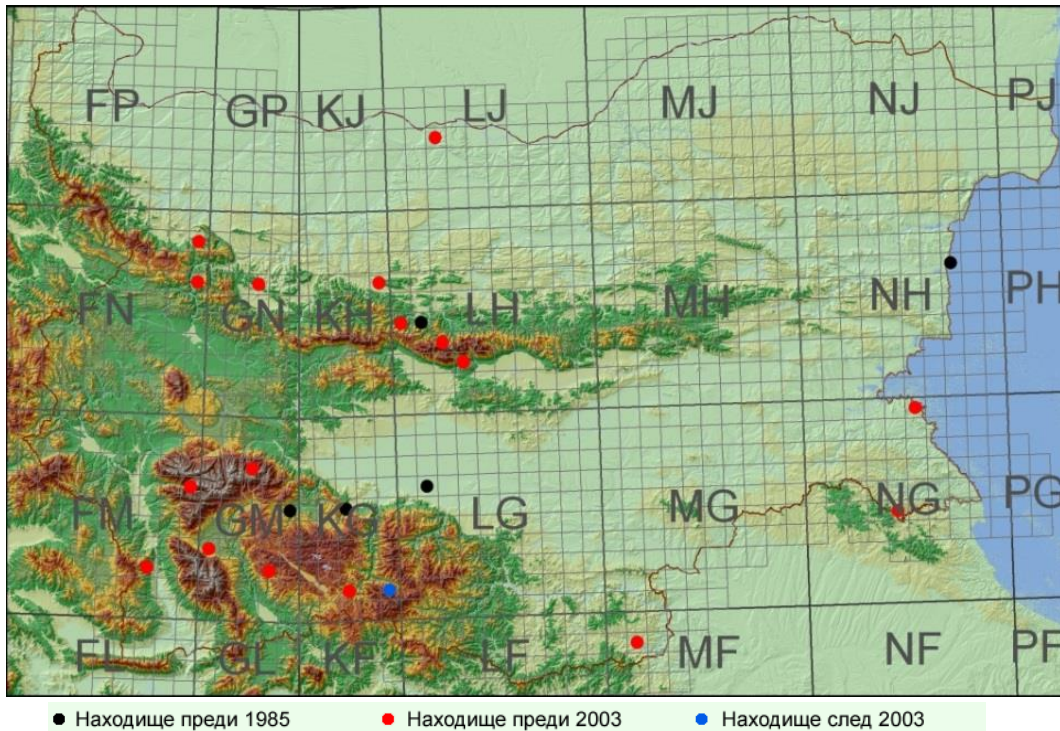 FP GP KJ LJ MJ NJ PJ
FN GN KH LH MH NH PH
FM GM KG LG MG NG PG
FL GL KF LF MF NF PF
Находище преди 1985 Находище преди 2003 Находище след 2003